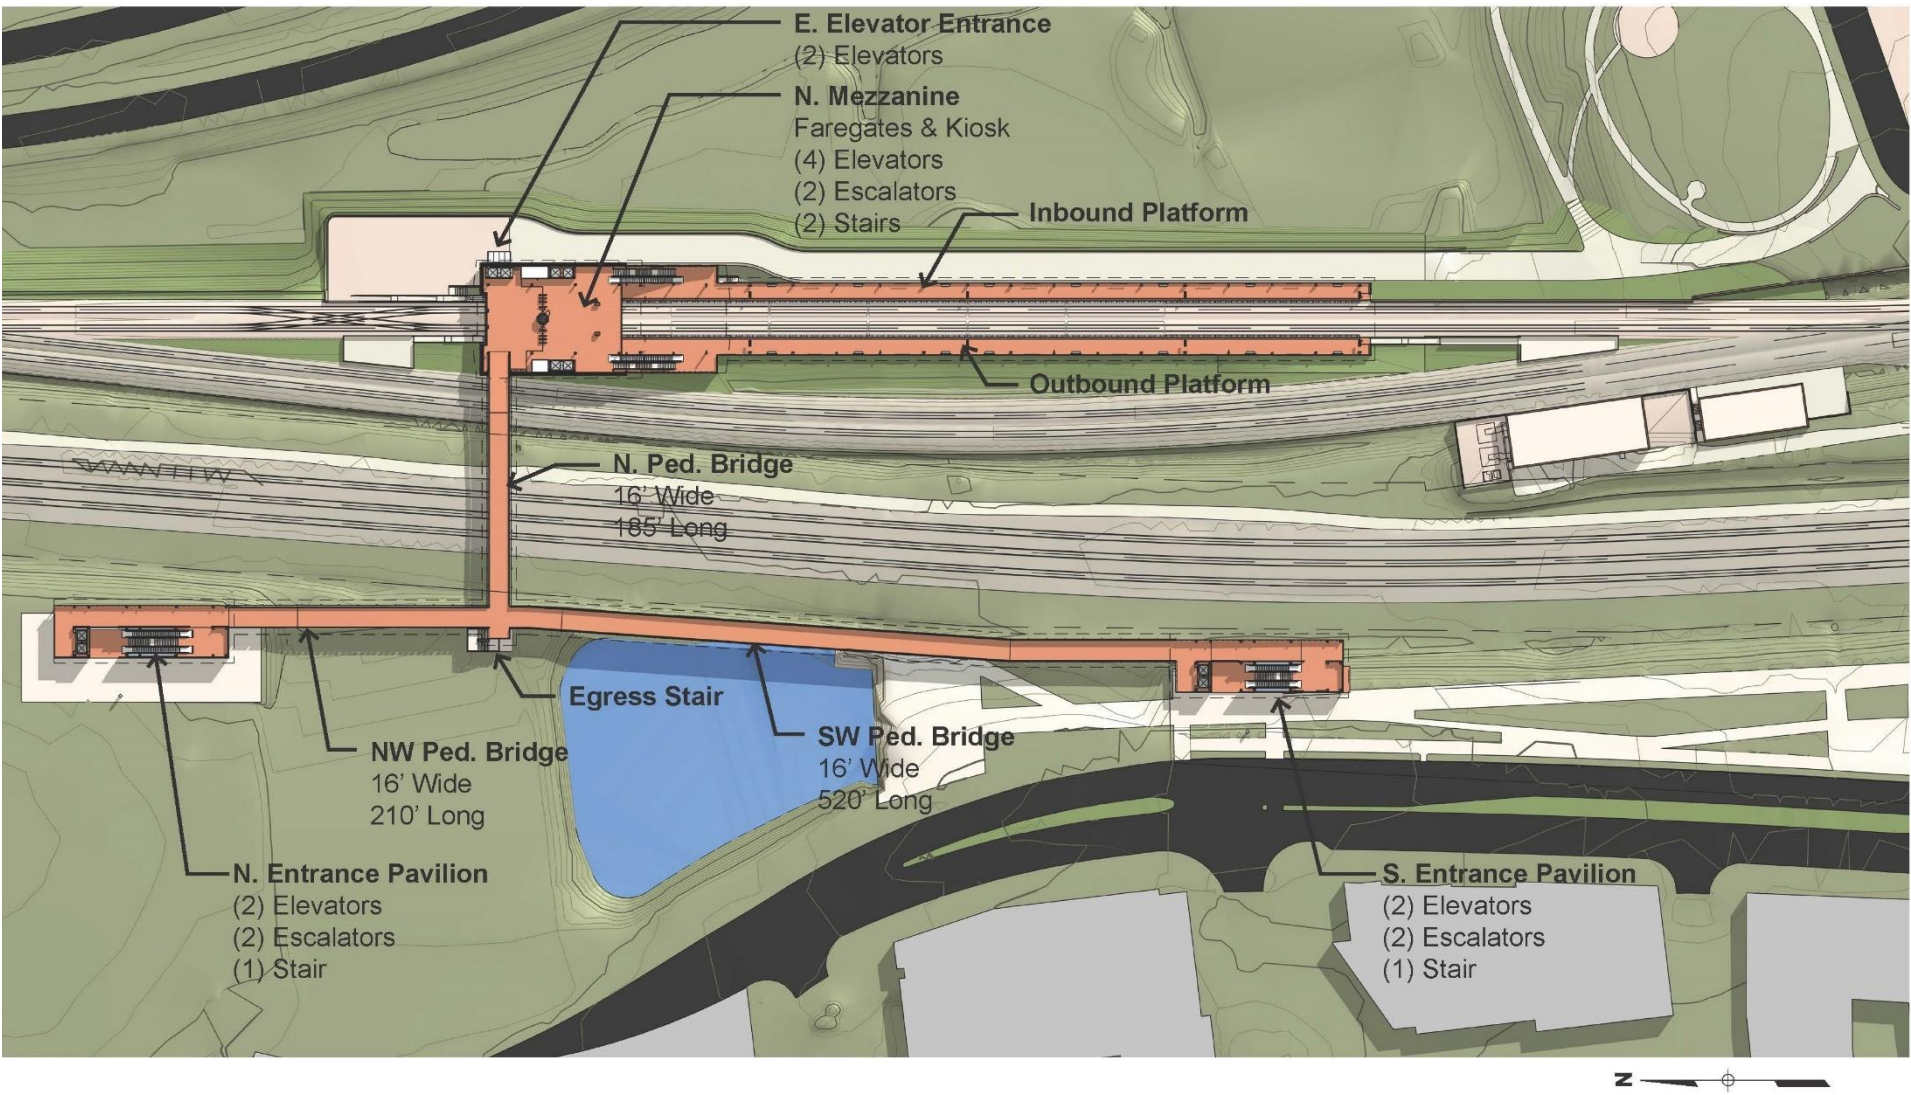 E. Elevator Entrance
(2) Elevators
N. Mezzanine
Faregates & Kiosk
(4) Elevators
(2) Escalators
(2) Stairs
Inbound Platform
Outbound Platform
N. Ped. Bridge
16' Wide
185' Long
Egress Stair
NW Ped. Bridge
16' Wide
210' Long
SW Ped. Bridge
16' Wide
520' Long
N. Entrance Pavilion
(2) Elevators
(2) Escalators
(1) Stair
S. Entrance Pavilion
(2) Elevators
(2) Escalators
(1) Stair
N